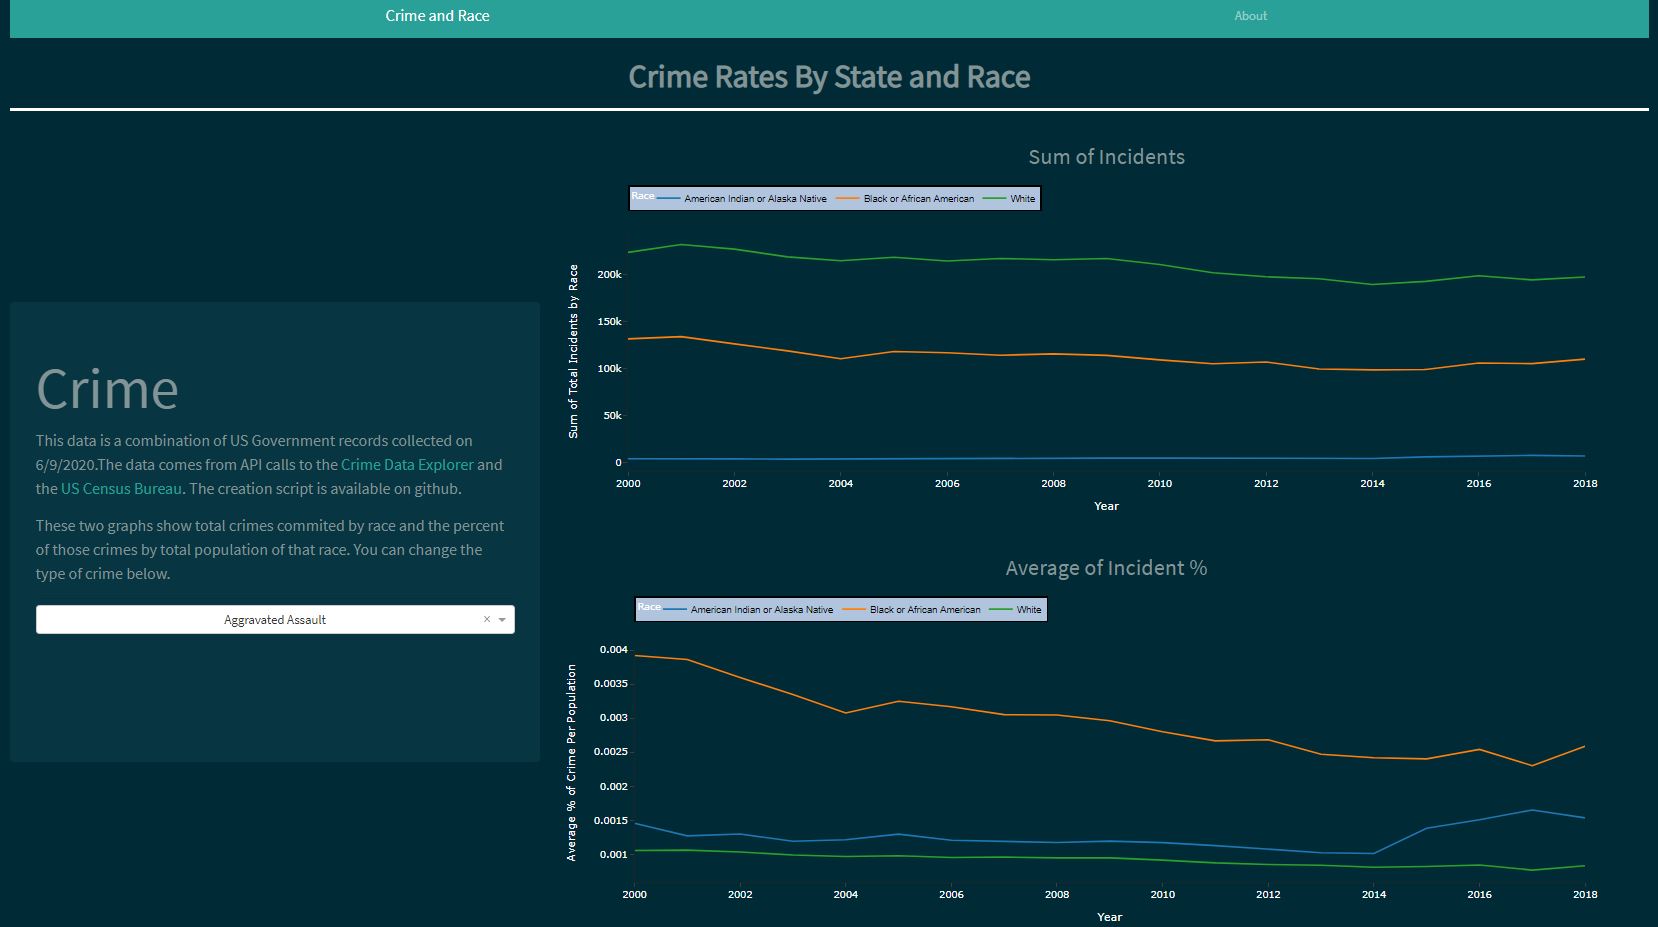 Crime and Race
About
Crime Rates By State and Race
Crime
This data is a combination of US Government records collected on
6/9/2020.The data comes from API calls to the Crime Data Explorer and
the US Census Bureau. The creation script is available on github.
These two graphs show total crimes commited by race and the percent
of those crimes by total population of that race. You can change the
type of crime below.
Aggravated Assault
×
Sum of Incidents
Race American Indian or Alaska Native Black or African American White
Sum of Total Incidents by Race
200k
150k
100k
50k
0
2000 2002 2004 2006 2008 2010 2012 2014 2016 2018
Year
Average of Incident %
Race American Indian or Alaska Native Black or African American White
Average % of Crime Per Population
0.004
0.0035
0.003
0.0025
0.002
0.0015
0.001
2000 2002 2004 2006 2008 2010 2012 2014 2016 2018
Year